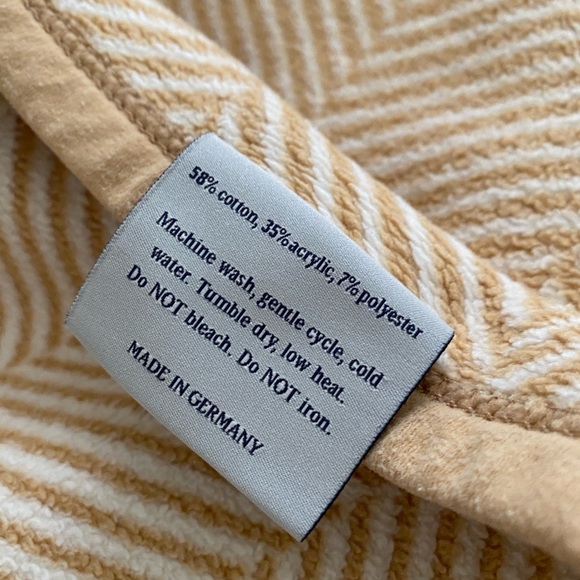 58% cotton, 35% acrylic, 7% polyester
Machine wash, gentle cycle, cold
water. Tumble dry, low heat.
Do NOT bleach. Do NOT iron.
MADE IN GERMANY